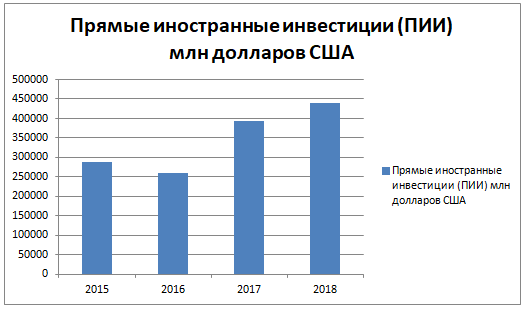 Прямые иностранные инвестиции (ПИИ)
млн долларов США
500000
450000
400000
350000
300000
250000
200000
150000
100000
50000
0
2015 2016 2017 2018
Прямые иностранные
инвестиции (ПИИ) млн
долларов США